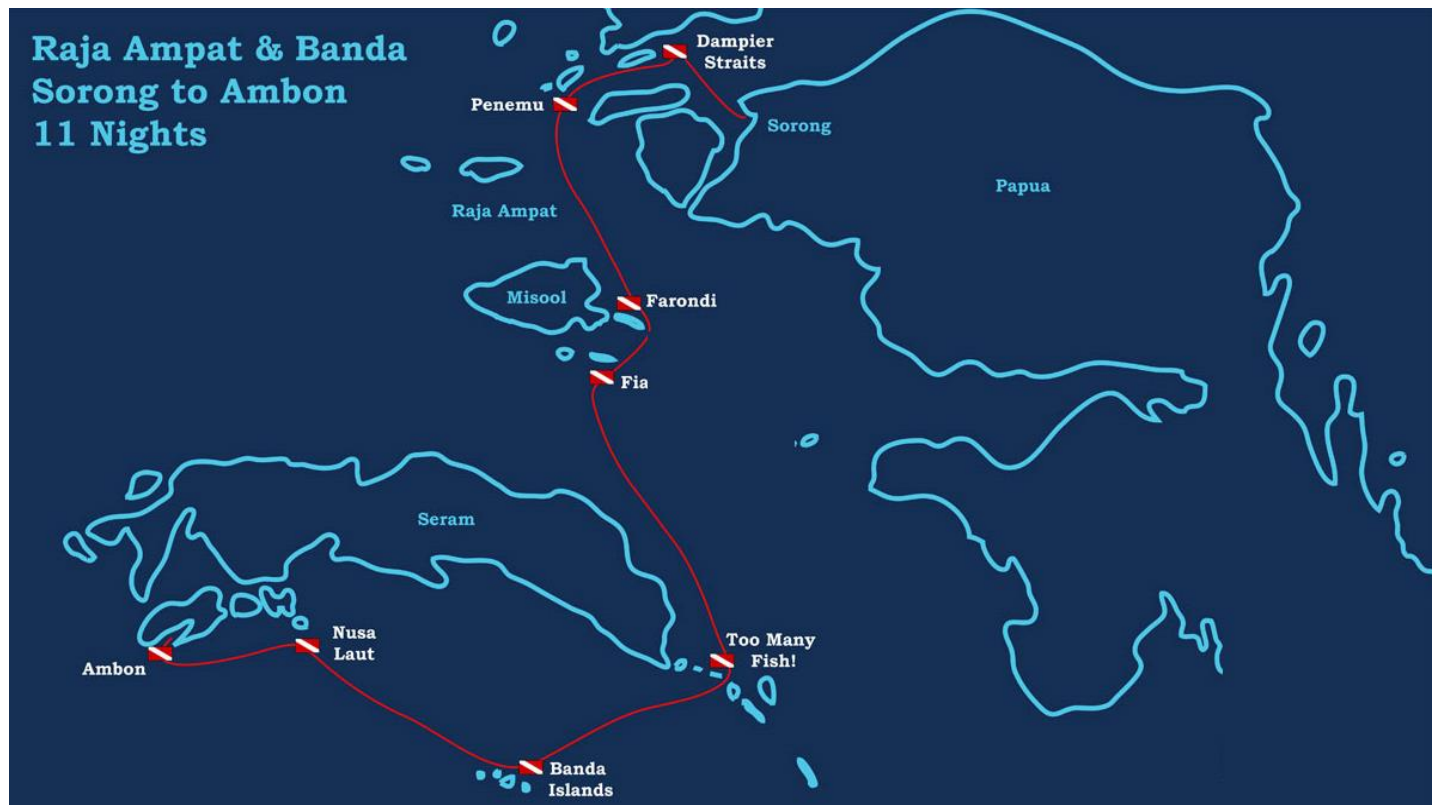 Raja Ampat & Banda
Sorong to Ambon
11 Nights
Dampier
Straits
Penemu
Sorong
Papua
Raja Ampat
Misool
Farondi
Fia
Seram
Nusa
Laut
Too Many
Fish!
Ambon
Banda
Islands